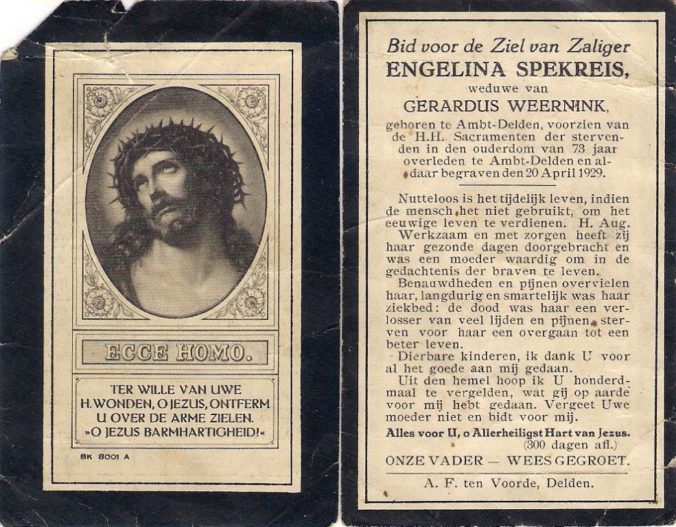 ECCE HOMO.
TER WILLE VAN UWE
H.WONDEN, O JEZUS, ONTFERM
U OVER DE ARME ZIELEN.
»O JEZUS BARMHARTIGHEID!«
BK 8001 A
Bid voor de Ziel van Zaliger
ENGELINA SPEKREIS,
weduwe van
GERARDUS WEERNINK,
geboren te Ambt-Delden, voorzien van
de H.H. Sacramenten der sterven-
den in den ouderdom van 73 jaar
overleden te Ambt-Delden en al-
daar begraven den 20 April 1929.
Nutteloos is het tijdelijk leven, indien
de mensch het niet gebruikt, om het
eeuwige leven te verdienen. H. Aug.
Werkzaam en met zorgen heeft zij
haar gezonde dagen doorgebracht en
was een moeder waardig om in de
gedachtenis der braven te leven.
Benauwdheden en pijnen overvielen
haar, langdurig en smartelijk was haar
ziekbed: de dood was haar een ver-
losser van veel lijden en pijnen, ster-
ven voor haar een overgaan tot een
beter leven.
Dierbare kinderen, ik dank U voor
al het goede aan mij gedaan.
Uit den hemel hoop ik U honderd-
maal te vergelden, wat gij op aarde
voor mij hebt gedaan. Vergeet Uwe
moeder niet en bidt voor mij.
Alles voor U, o Allerheiligst Hart van Jezus.
(300 dagen afl.)
ONZE VADER — WEES GEGROET.
A. F. ten Voorde, Delden.